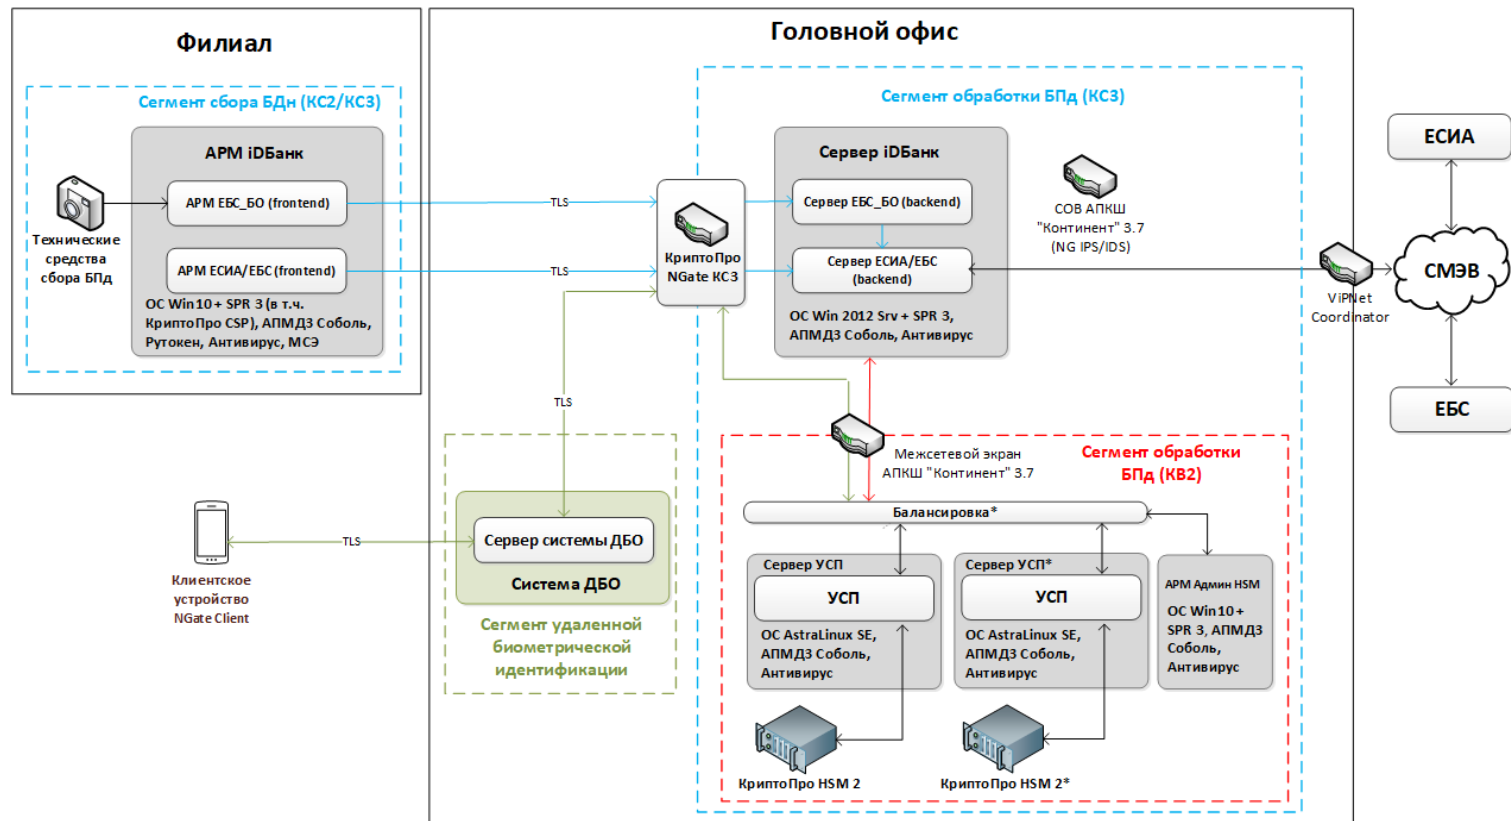 Филиал
Сегмент сбора БДн (КС2/КС3)
АРМ iDБанк
АРМ ЕБС_БО (frontend)
АРМ ЕСИА/ЕБС (frontend)
ОС Win10 + SPR 3 (в т.ч.
КриптоПро CSP), АПМДЗ Соболь,
Рутокен, Антивирус, МСЭ
Технические
средства
сбора БПд
TLS
TLS
Головной офис
Сегмент обработки БПд (КС3)
КриптоПро
NGate КС3
Сервер iDБанк
Сервер ЕБС_БО (backend)
Сервер ЕСИА/ЕБС
(backend)
ОС Win 2012 Srv + SPR 3,
АПМДЗ Соболь, Антивирус
СОВ АПКШ
"Континент" 3.7
(NG IPS/IDS)
ViPNet
Coordinator
ЕСИА
СМЭВ
ЕБС
TLS
Межсетевой экран
АПКШ "Континент" 3.7
Сегмент обработки
БПд (КВ2)
Балансировка*
Сервер УСП
УСП
ОС AstraLinux SE,
АПМДЗ Соболь,
Антивирус
Сервер УСП*
УСП
ОС AstraLinux SE,
АПМДЗ Соболь,
Антивирус
АРМ Админ HSM
ОС Win10 +
SPR 3, АПМДЗ
Соболь,
Антивирус
КриптоПро HSM 2
КриптоПро HSM 2*
Сервер системы ДБО
Система ДБО
Сегмент удаленной
биометрической
идентификации
TLS
Клиентское
устройство
NGate Client